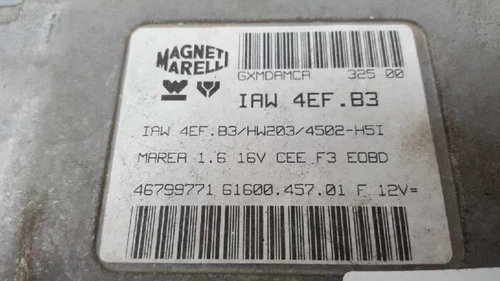 MAGNETI
MARELLI
GXMDAMCA 325 00
IAW 4EF.B3
IAW 4EF.B3/HW203/4502-H5I
MAREA 1.6 16V CEE F3 EOBD
46799771 61600.457.01 F 12V=